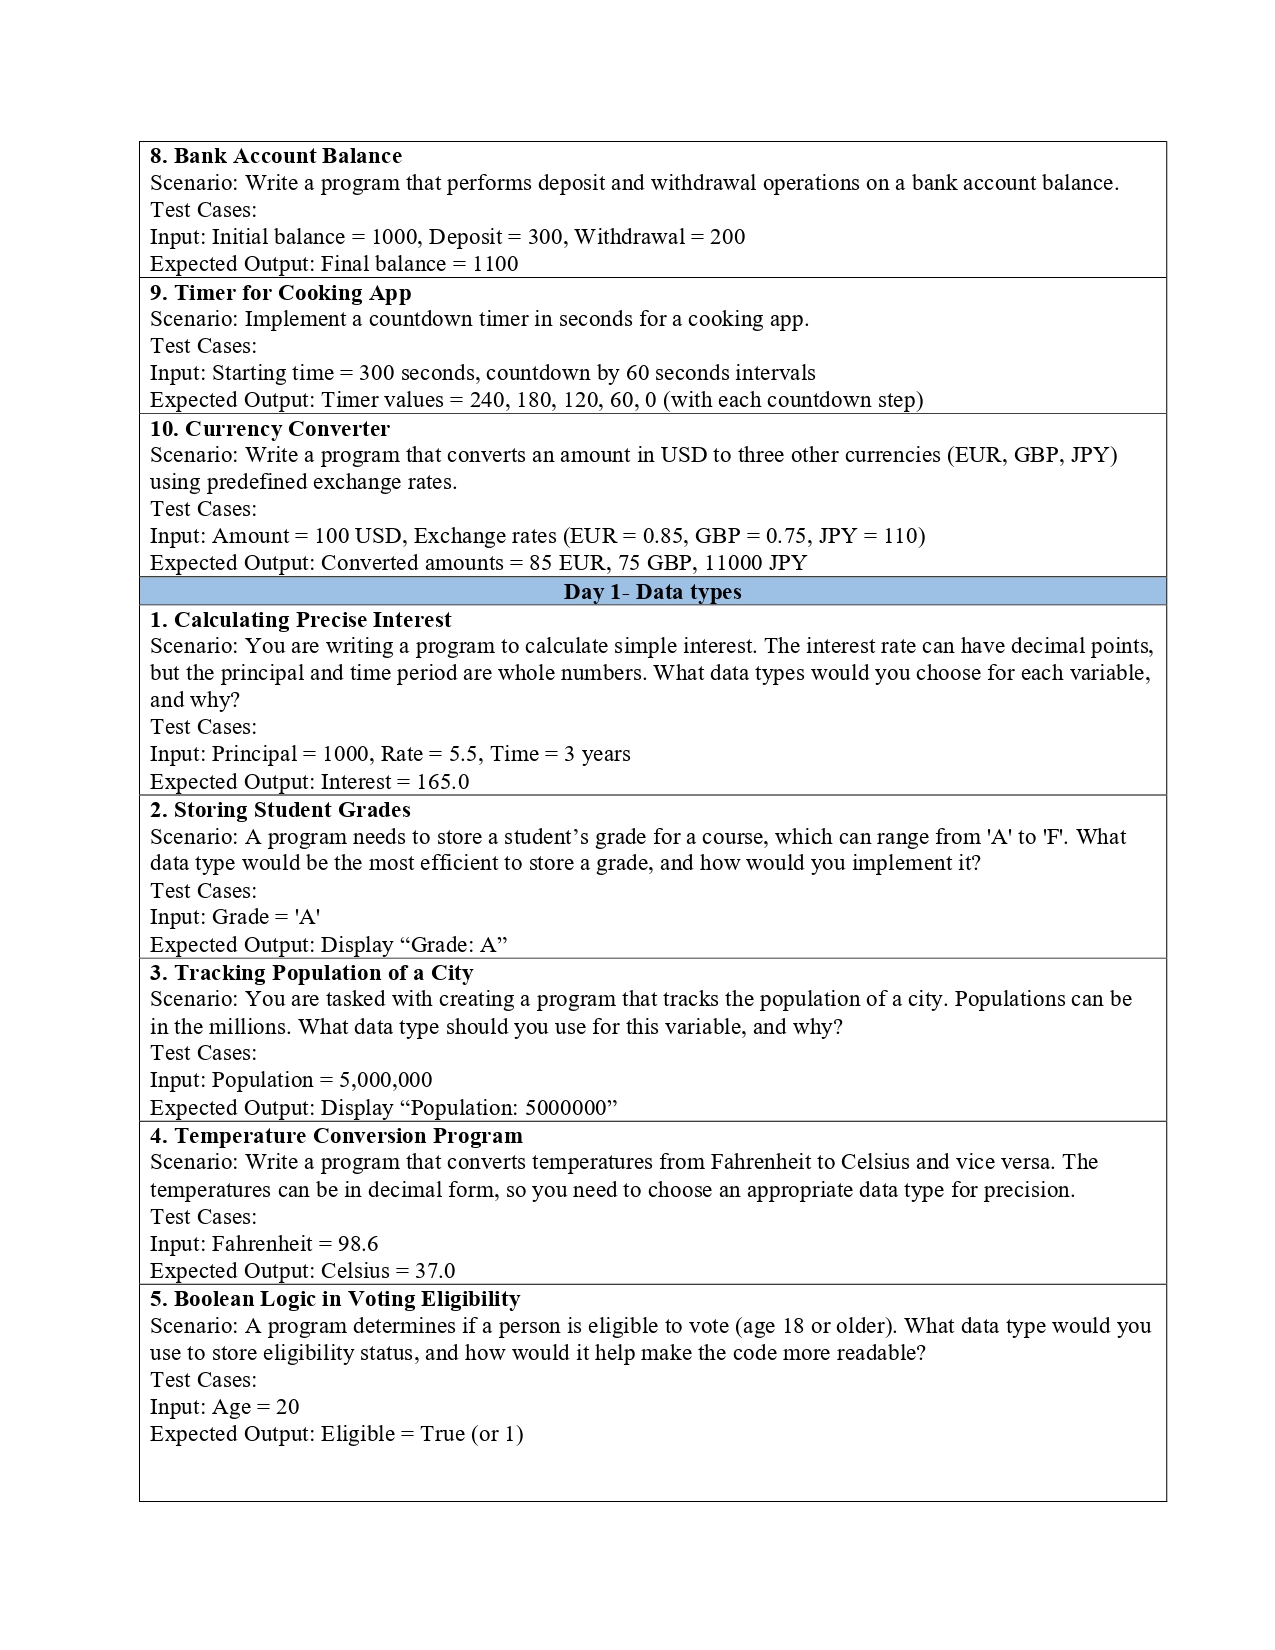 8. Bank Account Balance
Scenario: Write a program that performs deposit and withdrawal operations on a bank account balance.
Test Cases:
Input: Initial balance = 1000, Deposit = 300, Withdrawal = 200
Expected Output: Final balance = 1100
9. Timer for Cooking App
Scenario: Implement a countdown timer in seconds for a cooking app.
Test Cases:
Input: Starting time = 300 seconds, countdown by 60 seconds intervals
Expected Output: Timer values = 240, 180, 120, 60, 0 (with each countdown step)
10. Currency Converter
Scenario: Write a program that converts an amount in USD to three other currencies (EUR, GBP, JPY)
using predefined exchange rates.
Test Cases:
Input: Amount = 100 USD, Exchange rates (EUR = 0.85, GBP = 0.75, JPY = 110)
Expected Output: Converted amounts = 85 EUR, 75 GBP, 11000 JPY
Day 1- Data types
1. Calculating Precise Interest
Scenario: You are writing a program to calculate simple interest. The interest rate can have decimal points,
but the principal and time period are whole numbers. What data types would you choose for each variable,
and why?
Test Cases:
Input: Principal = 1000, Rate = 5.5, Time = 3 years
Expected Output: Interest = 165.0
2. Storing Student Grades
Scenario: A program needs to store a student’s grade for a course, which can range from 'A' to 'F'. What
data type would be the most efficient to store a grade, and how would you implement it?
Test Cases:
Input: Grade = 'A'
Expected Output: Display “Grade: A”
3. Tracking Population of a City
Scenario: You are tasked with creating a program that tracks the population of a city. Populations can be
in the millions. What data type should you use for this variable, and why?
Test Cases:
Input: Population = 5,000,000
Expected Output: Display “Population: 5000000”
4. Temperature Conversion Program
Scenario: Write a program that converts temperatures from Fahrenheit to Celsius and vice versa. The
temperatures can be in decimal form, so you need to choose an appropriate data type for precision.
Test Cases:
Input: Fahrenheit = 98.6
Expected Output: Celsius = 37.0
5. Boolean Logic in Voting Eligibility
Scenario: A program determines if a person is eligible to vote (age 18 or older). What data type would you
use to store eligibility status, and how would it help make the code more readable?
Test Cases:
Input: Age = 20
Expected Output: Eligible = True (or 1)